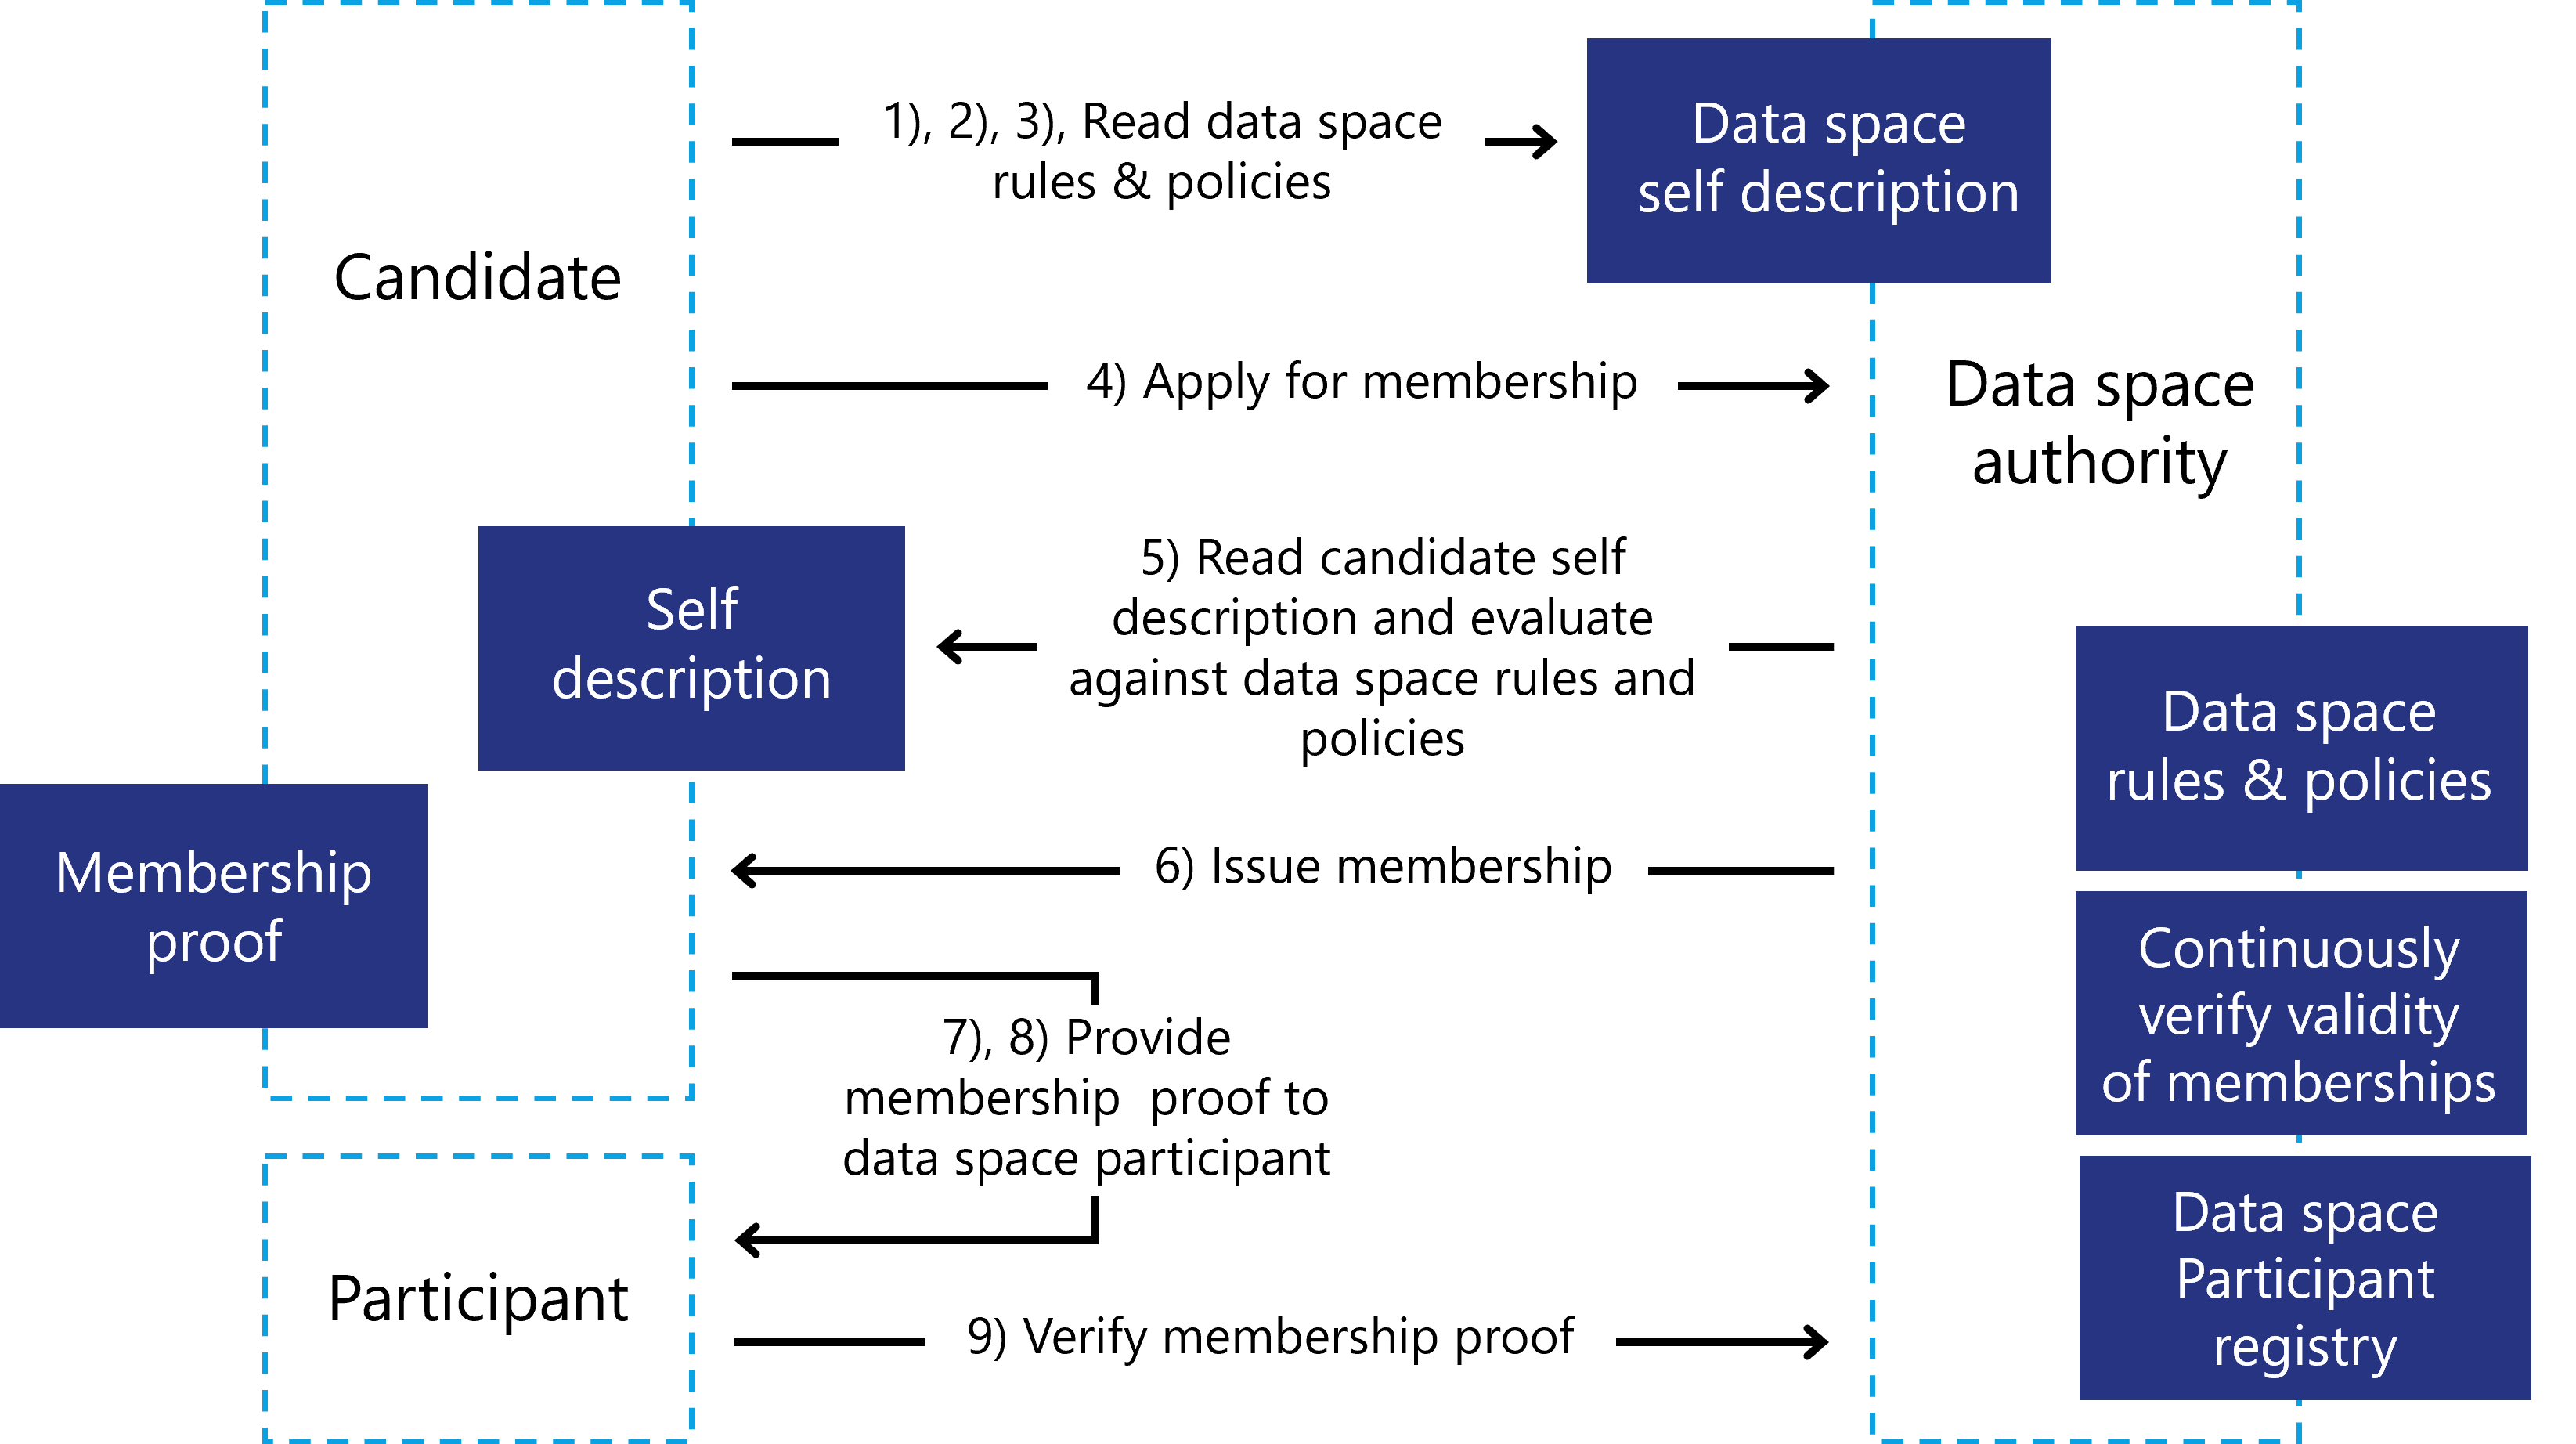 1), 2), 3), Read data space
rules & policies
Data space
self description
Candidate
4) Apply for membership
Data space
authority
5) Read candidate self
description and evaluate
against data space rules and
policies
Self
description
Data space
rules & policies
Membership
proof
6) Issue membership
Continuously
verify validity
of memberships
7), 8) Provide
membership  proof to
data space participant
Data space
Participant
registry
Participant
9) Verify membership proof